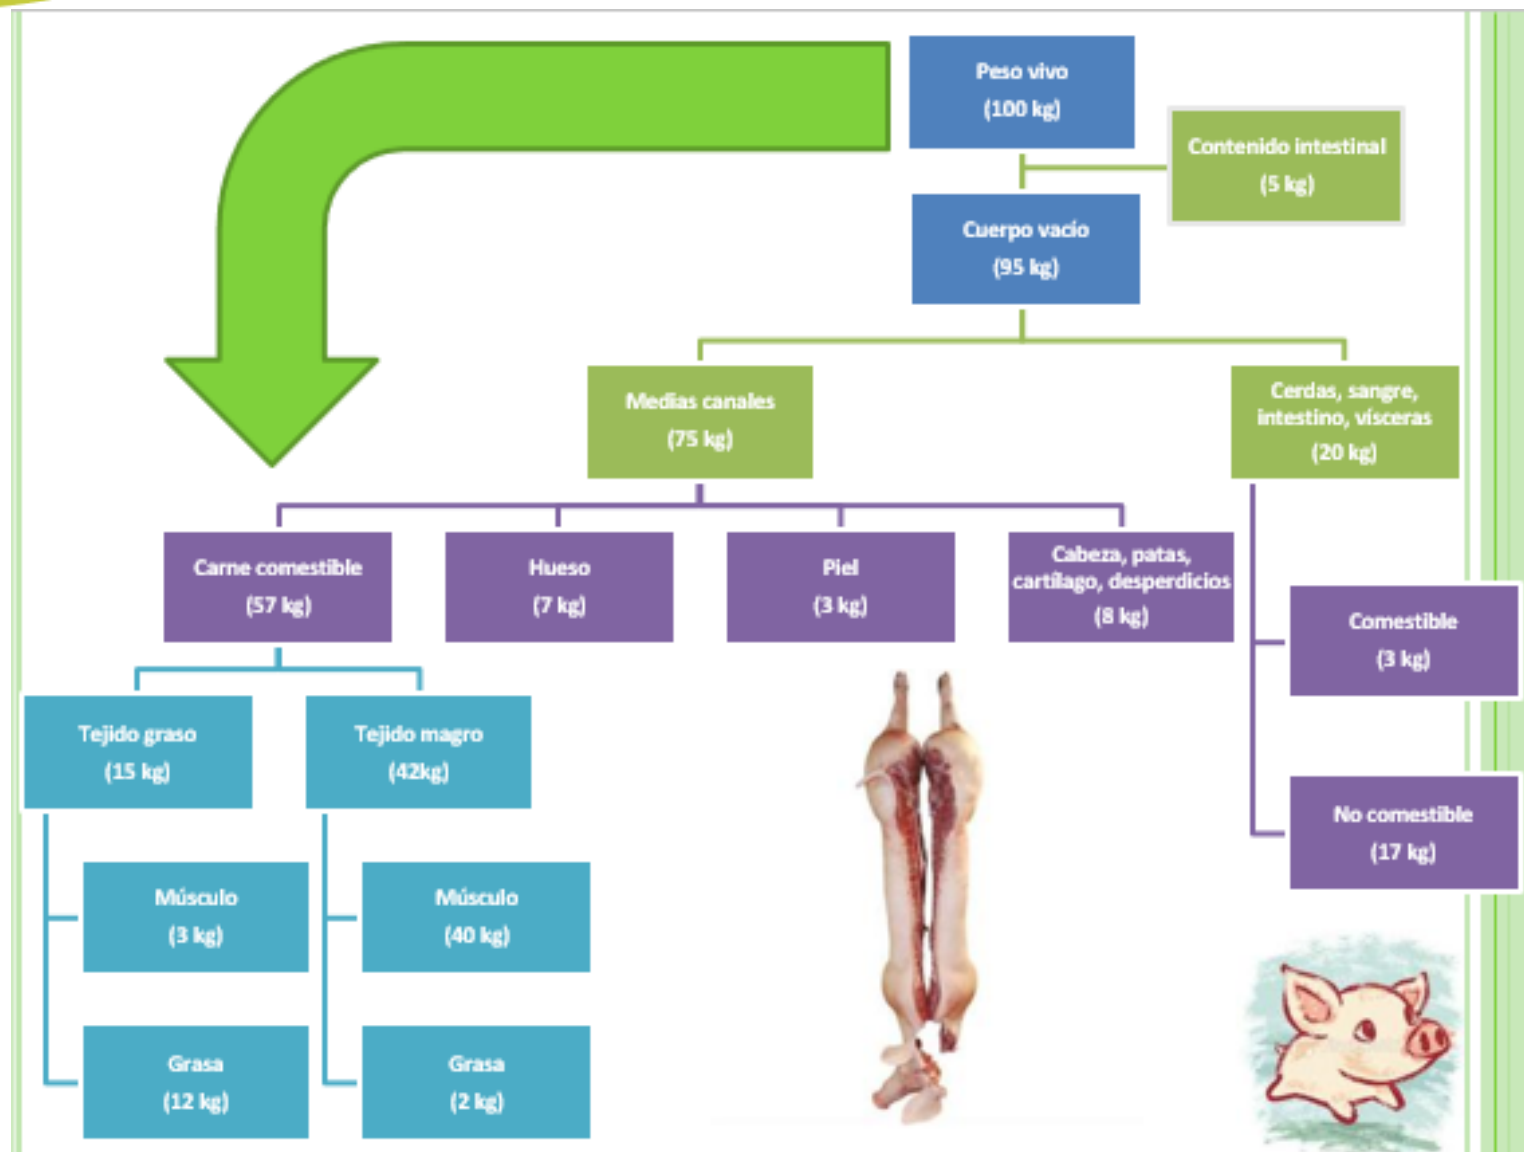 Peso vivo
(100 kg)
Contenido intestinal
(5 kg)
Cuerpo vacío
(95 kg)
Medias canales
(75 kg)
Cerdas, sangre,
intestino, vísceras
(20 kg)
Carne comestible
(57 kg)
Hueso
(7 kg)
Piel
(3 kg)
Cabeza, patas,
cartílago, desperdicios
(8 kg)
Comestible
(3 kg)
No comestible
(17 kg)
Tejido graso
(15 kg)
Tejido magro
(42kg)
Músculo
(3 kg)
Músculo
(40 kg)
Grasa
(12 kg)
Grasa
(2 kg)